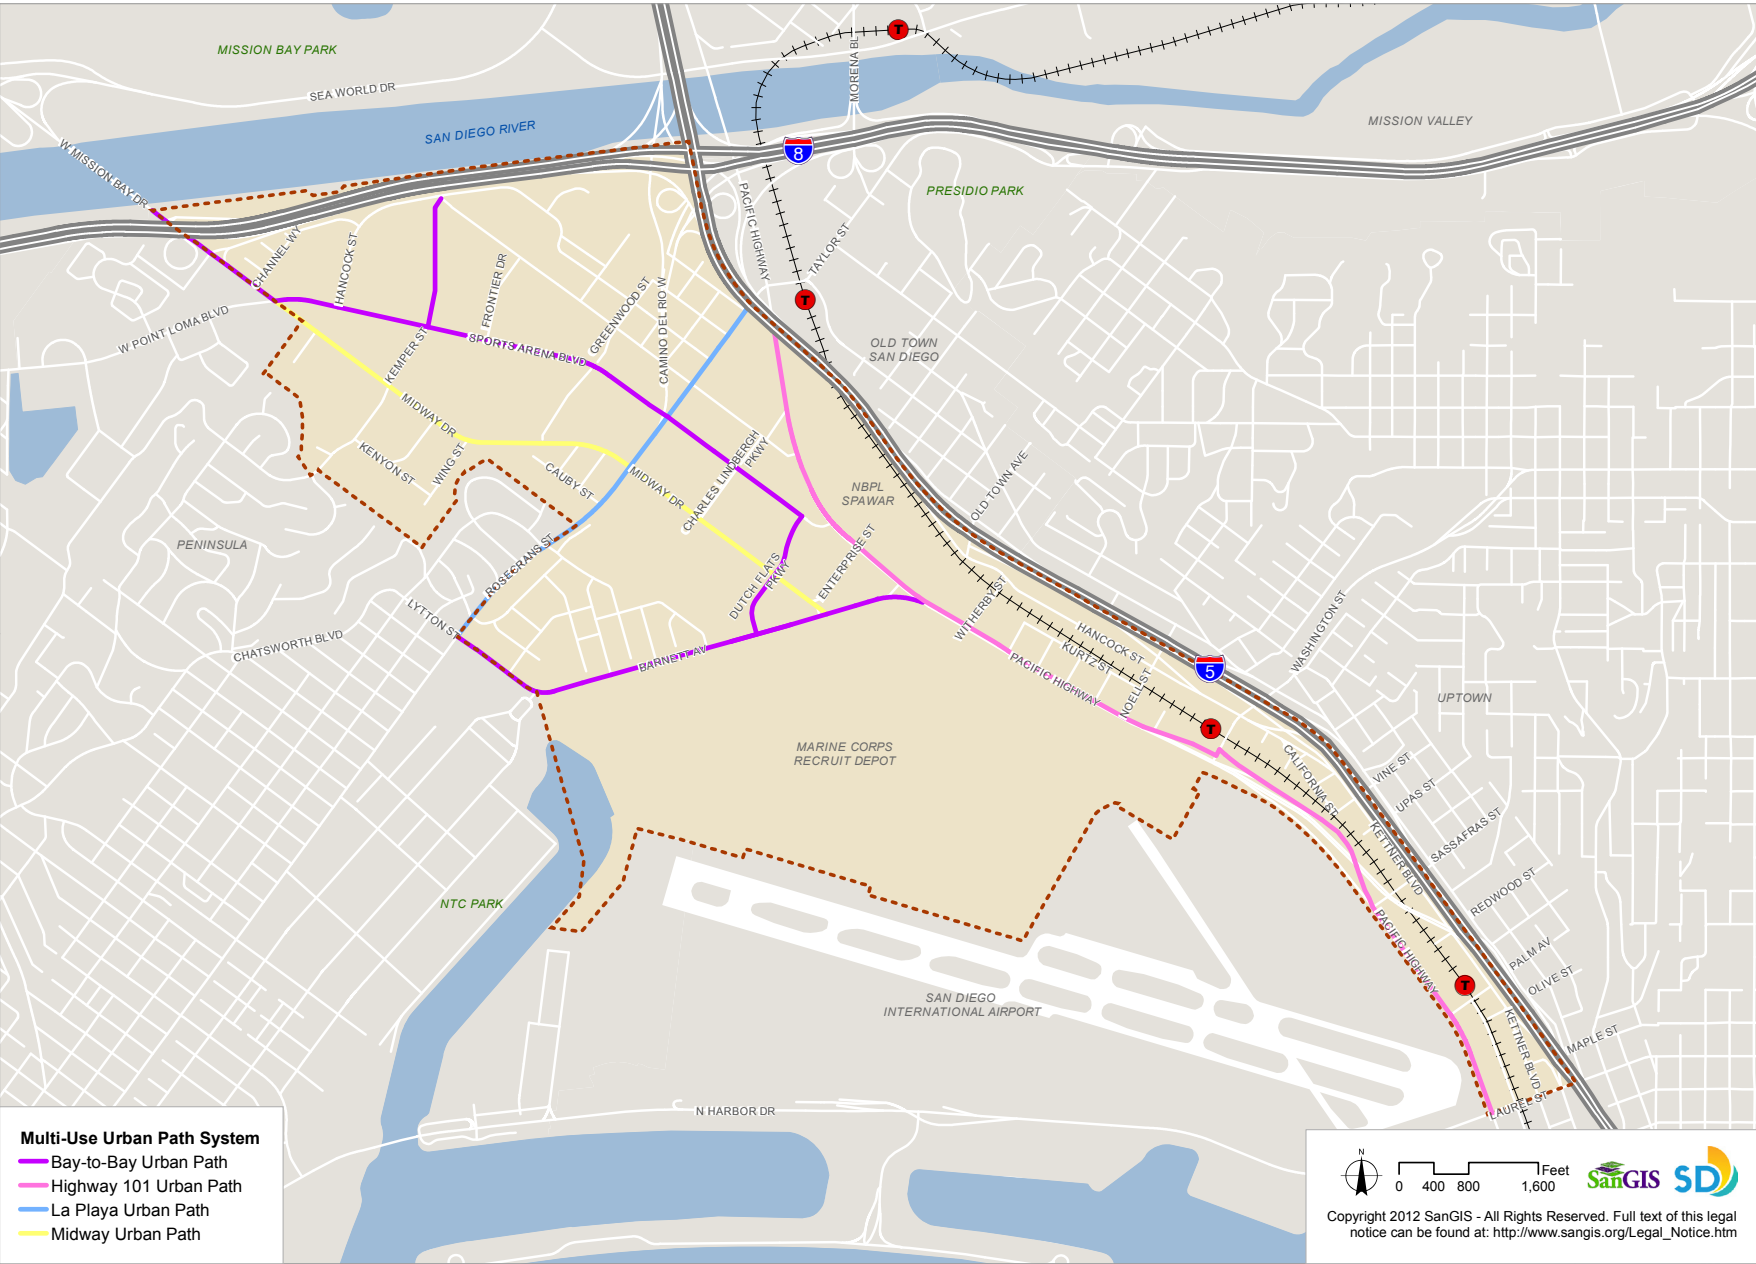 MISSION BAY PARK
SEA WORLD DR
SAN DIEGO RIVER
W MISSION BAY DR
MORENA BL
MISSION VALLEY
8
PRESIDIO PARK
PACIFIC HIGHWAY
TAYLOR ST
T
T
CHANNEL WY
HANCOCK ST
FRONTIER DR
GREENWOOD ST
CAMINO DEL RIO W
W POINT LOMA BLVD
KEMPER ST
SPORTS ARENA BLVD
OLD TOWN
SAN DIEGO
MIDWAY DR
KENYON ST
WING ST
CAUBY ST
MIDWAY DR
CHARLES LINDBERGH
PKWY
NBPL
SPAWAR
OLD TOWN AVE
PENINSULA
ROSECRANS ST
DUTCH FLATS
PKWY
ENTERPRISE ST
WITHERBY ST
LYTTON ST
CHATSWORTH BLVD
BARNETT AV
HANCOCK ST
KURTZ ST
PACIFIC HIGHWAY
NOELL ST
WASHINGTON ST
5
UPTOWN
T
MARINE CORPS
RECRUIT DEPOT
CALIFORNIA ST
VINE ST
UPAS ST
SASSAFRAS ST
KETTNER BLVD
REDWOOD ST
NTC PARK
PACIFIC HIGHWAY
PALM AV
OLIVE ST
T
SAN DIEGO
INTERNATIONAL AIRPORT
KETTNER BLVD
MAPLE ST
LAUREL ST
N HARBOR DR
Multi-Use Urban Path System
Bay-to-Bay Urban Path
Highway 101 Urban Path
La Playa Urban Path
Midway Urban Path
N
Feet
0 400 800 1,600
SanGIS
SD
Copyright 2012 SanGIS - All Rights Reserved. Full text of this legal
notice can be found at: http://www.sangis.org/Legal_Notice.htm